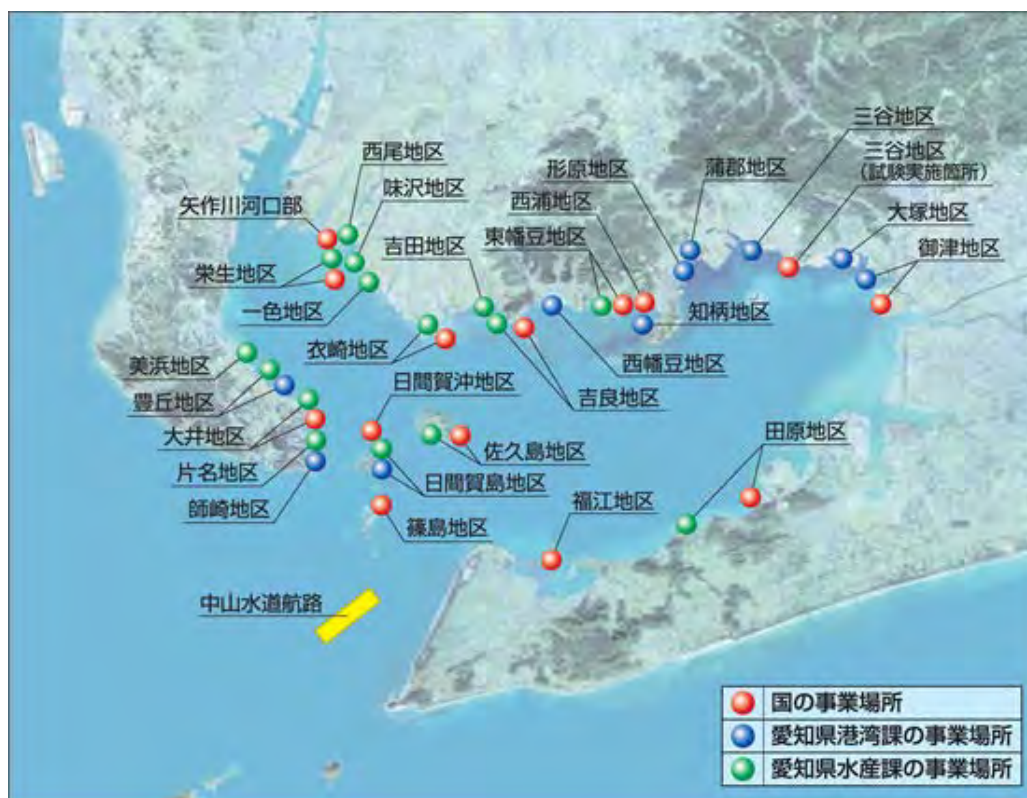 三谷地区
三谷地区
(試験実施箇所)
西尾地区
形原地区
蒲郡地区
味沢地区
西浦地区
大塚地区
矢作川河口部
吉田地区
東幡豆地区
御津地区
栄生地区
一色地区
知柄地区
衣崎地区
西幡豆地区
美浜地区
日間賀沖地区
吉良地区
豊丘地区
大井地区
佐久島地区
田原地区
片名地区
日間賀島地区
師崎地区
福江地区
篠島地区
中山水道航路
国の事業場所
愛知県港湾課の事業場所
愛知県水産課の事業場所